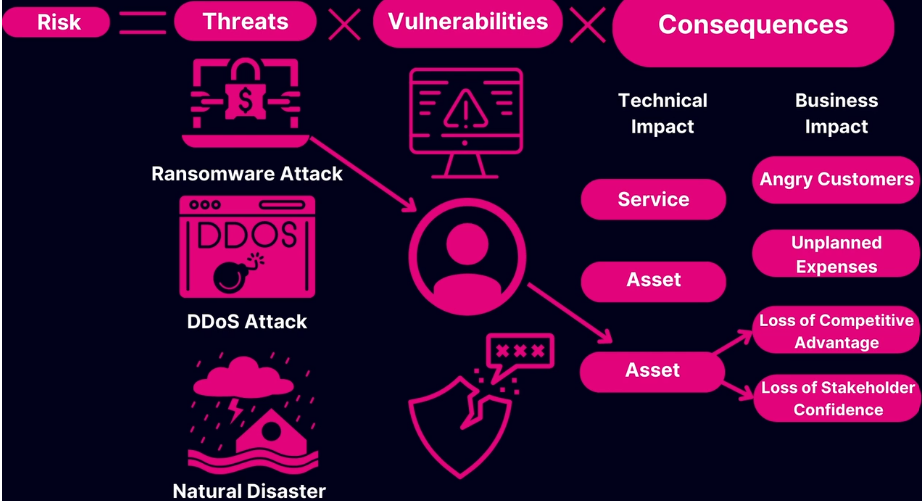 Risk
Threats
Vulnerabilities
Consequences
Technical
Impact
Business
Impact
Ransomware Attack
Angry Customers
Service
DDOS
Unplanned
Expenses
Asset
DDoS Attack
Loss of Competitive
Advantage
Asset
Loss of Stakeholder
Confidence
Natural Disaster